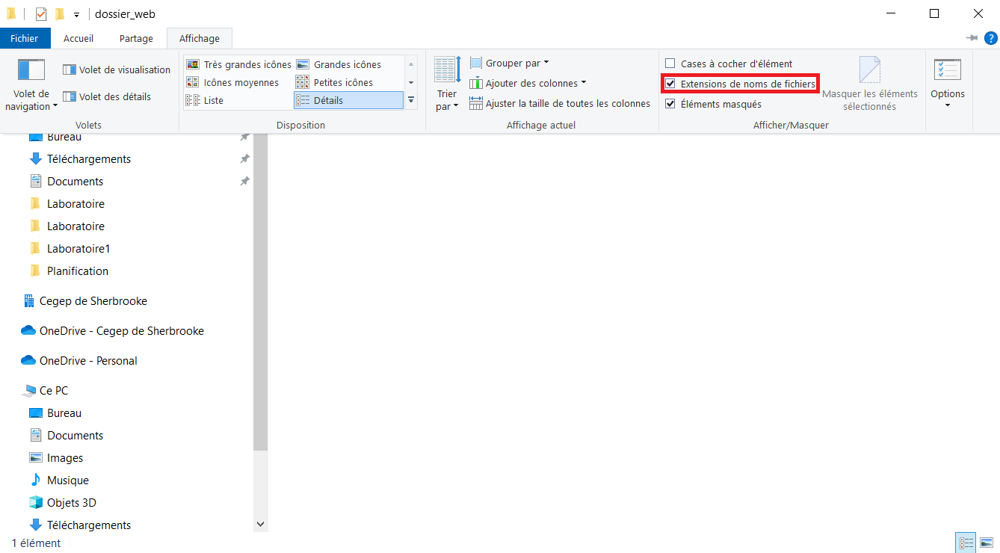 dossier_web
Fichier
Accueil
Partage
Affichage
Volet de
navigation
Volet de visualisation
Volet des détails
Volets
Très grandes icônes
Grandes icônes
Icônes moyennes
Petites icônes
Liste
Détails
Disposition
Trier
par
Grouper par
Ajouter des colonnes
Ajuster la taille de toutes les colonnes
Affichage actuel
Cases à cocher d'élément
Extensions de noms de fichiers
Éléments masqués
Masquer les éléments
sélectionnés
Afficher/Masquer
Options
Bureau
Téléchargements
Documents
Laboratoire
Laboratoire
Laboratoire1
Planification
Cegep de Sherbrooke
OneDrive - Cegep de Sherbrooke
OneDrive - Personal
Ce PC
Bureau
Documents
Images
Musique
Objets 3D
Téléchargements
1 élément